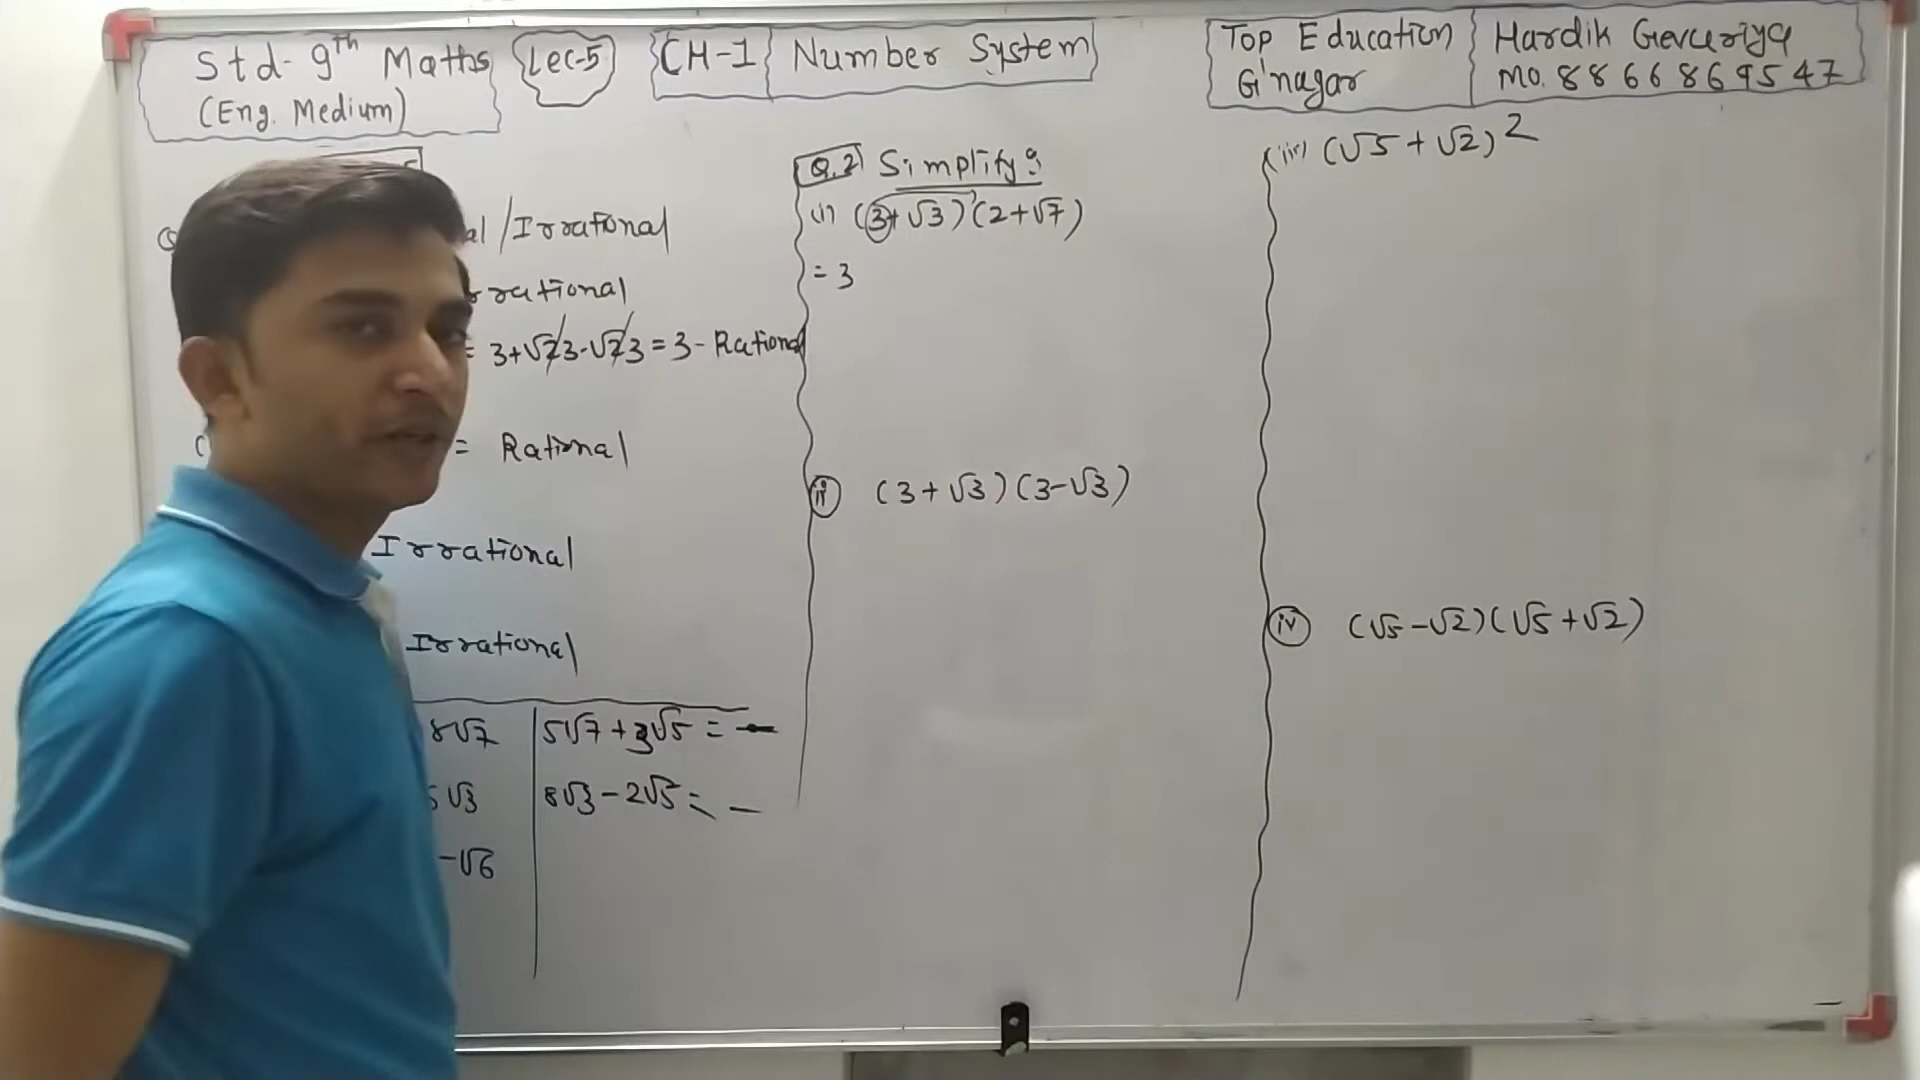 Std- 9th Maths
(Eng. Medium)
Lec-5
CH-1
Number System
Top Education
G'nagar
Hardik Gevariya
Mo. 8866869547
/Irrational
rational
= 3+√23-√23 = 3 - Rational
= Rational
Irrational
Irrational
8√7
√3
-√6
5√7+3√5 = -
8√3-2√5 = -
Q.2 Simplify:
(i) (3+√3)(2+√7)
= 3
(ii) (3+√3)(3-√3)
(iii) (√5+√2)2
(iv) (√5-√2)(√5+√2)